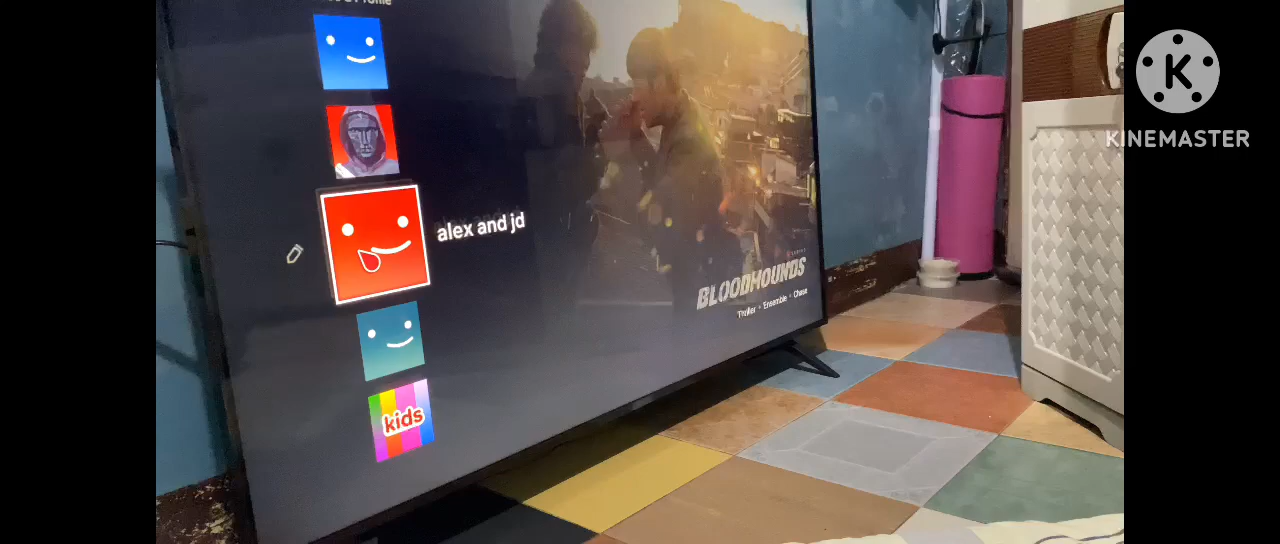 alex and jd
kids
BLOODHOUNDS
Thriller • Ensemble • Chase
K
KINEMASTER